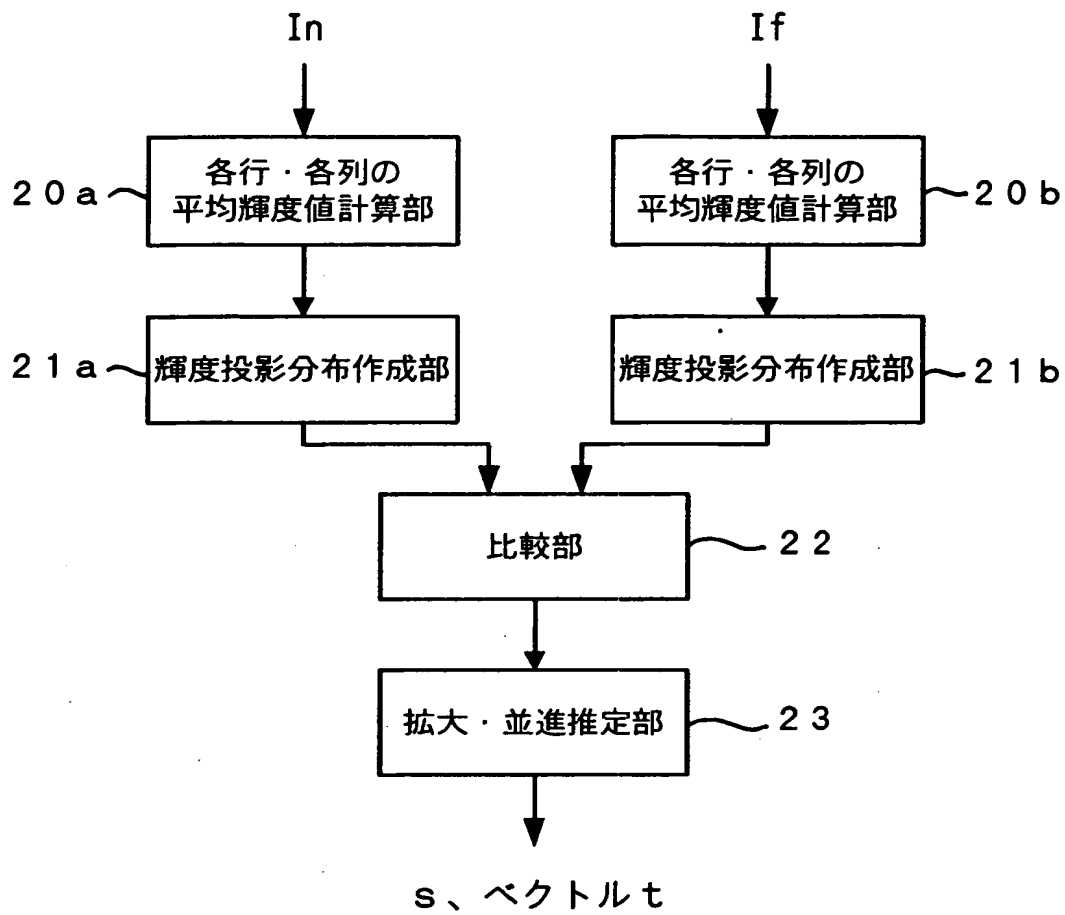 In
If
各行・各列の
平均輝度値計算部
20a
各行・各列の
平均輝度値計算部
20b
輝度投影分布作成部
21a
輝度投影分布作成部
21b
比較部
22
拡大・並進推定部
23
s、ベクトルt